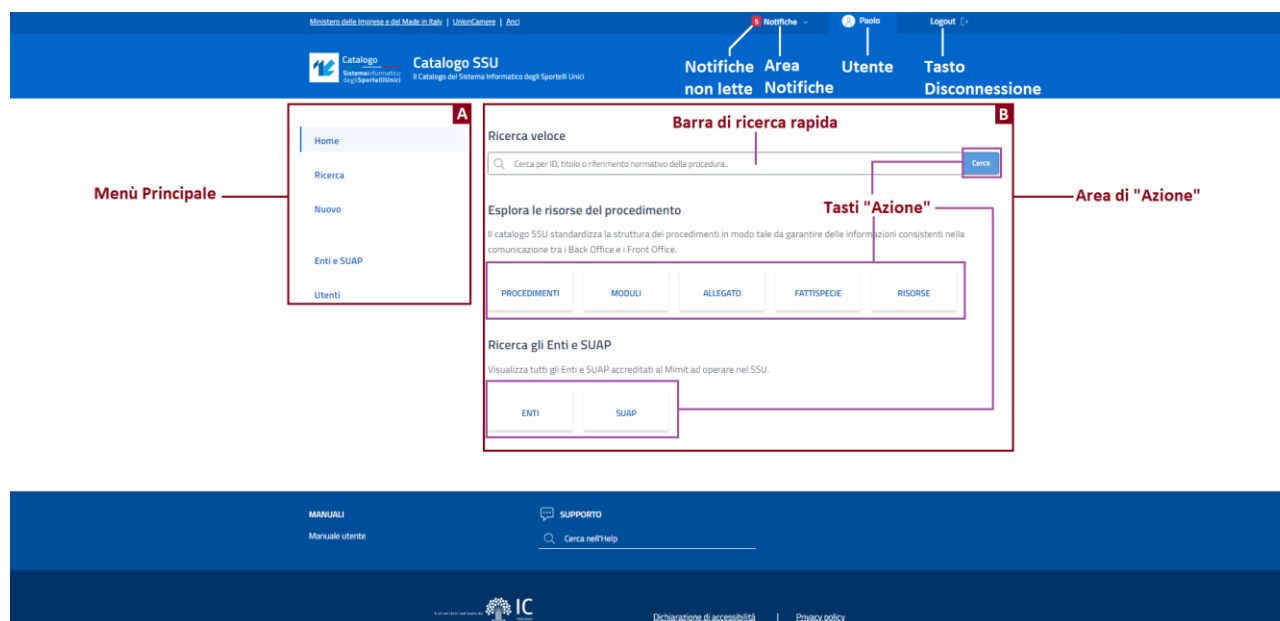 Ministero delle Imprese e del Made in Italy | UnionCamere | Anci
5 Notifiche
Paolo
Logout
Catalogo
Sistemainformatico
degliSportelliUnici
Catalogo SSU
Il Catalogo del Sistema Informatico degli Sportelli Unici
Notifiche
non lette
Area
Notifiche
Utente
Tasto
Disconnessione
A
B
Menù Principale
Home
Ricerca
Nuovo
Enti e SUAP
Utenti
Barra di ricerca rapida
Ricerca veloce
Cerca per ID, titolo o riferimento normativo della procedura..
Cerca
Area di "Azione"
Tasti "Azione"
Esplora le risorse del procedimento
Il catalogo SSU standardizza la struttura dei procedimenti in modo tale da garantire delle informazioni consistenti nella
comunicazione tra i Back Office e i Front Office.
PROCEDIMENTI
MODULI
ALLEGATO
FATTISPECIE
RISORSE
Ricerca gli Enti e SUAP
Visualizza tutti gli Enti e SUAP accreditati al Mimit ad operare nel SSU.
ENTI
SUAP
MANUALI
Manuale utente
SUPPORTO
Cerca nell'Help
IC
Dichiarazione di accessibilità | Privacy policy